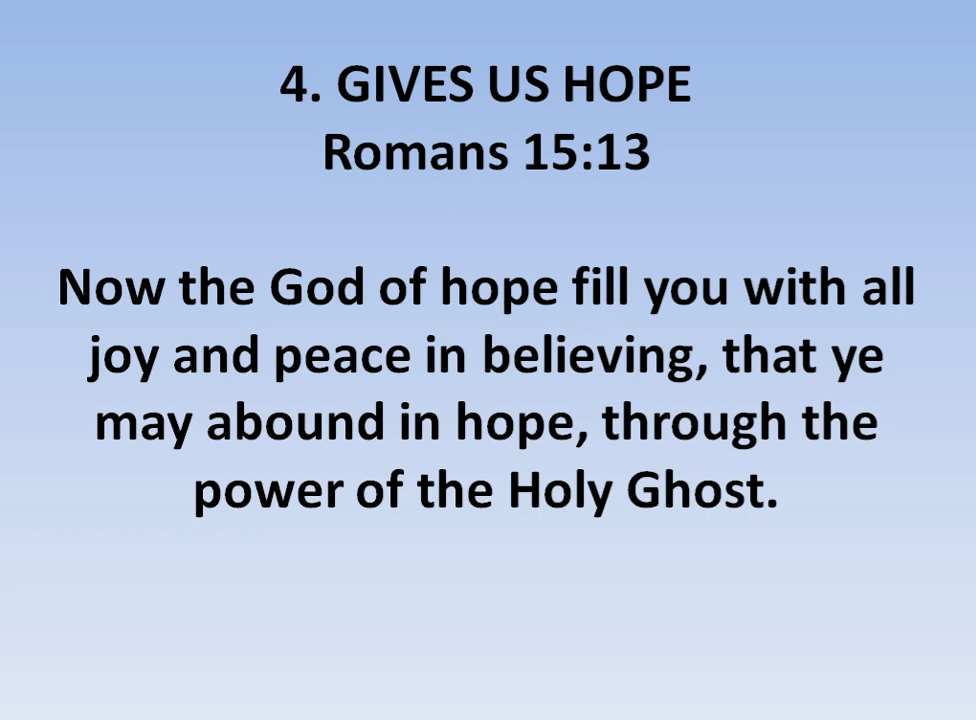 4. GIVES US HOPE
Romans 15:13
Now the God of hope fill you with all
joy and peace in believing, that ye
may abound in hope, through the
power of the Holy Ghost.